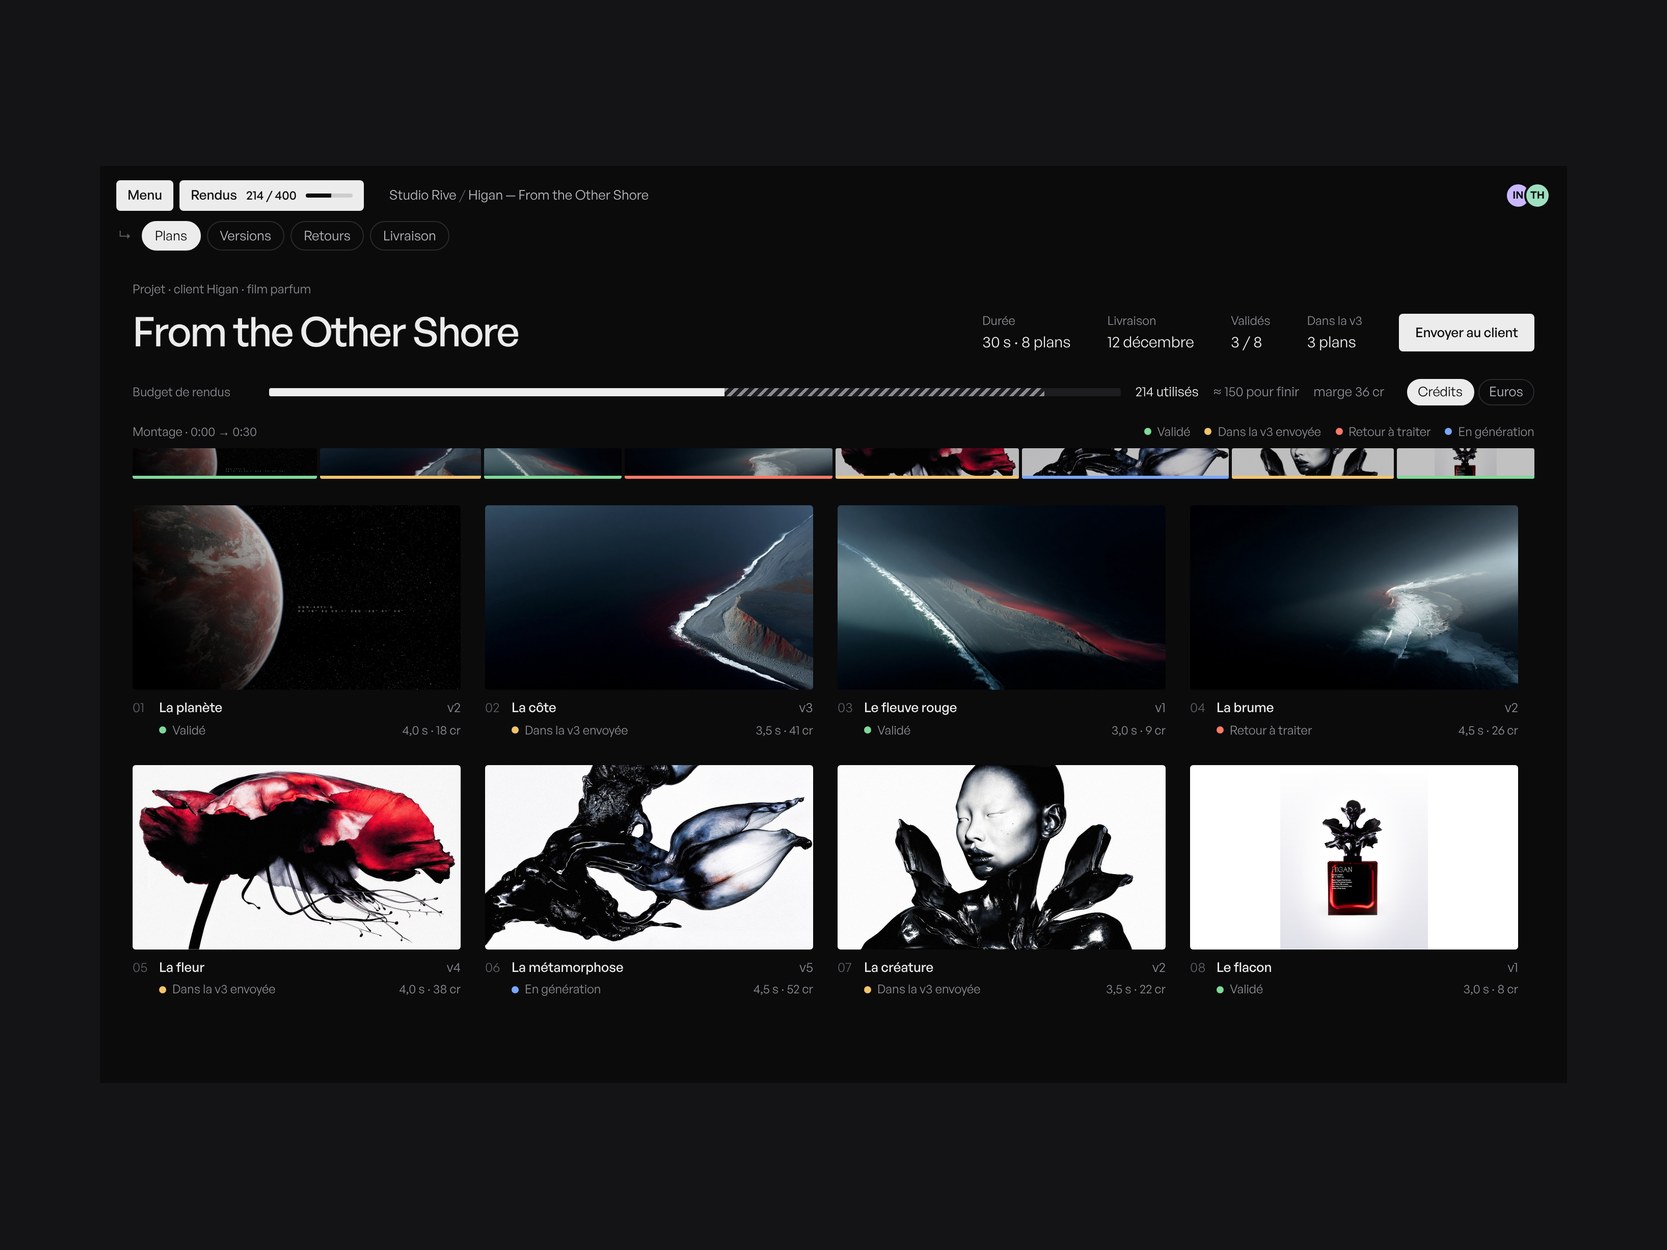 Menu
Rendus 214 / 400
Studio Rive / Higan — From the Other Shore
IN TH
Plans Versions Retours Livraison
Projet · client Higan · film parfum
From the Other Shore
Durée Livraison Validés Dans la v3
30 s · 8 plans 12 décembre 3 / 8 3 plans
Envoyer au client
Budget de rendus
214 utilisés ≈ 150 pour finir marge 36 cr
Crédits Euros
Montage · 0:00 → 0:30
Validé Dans la v3 envoyée Retour à traiter En génération
01 La planète v2
Validé 4,0 s · 18 cr
02 La côte v3
Dans la v3 envoyée 3,5 s · 41 cr
03 Le fleuve rouge v1
Validé 3,0 s · 9 cr
04 La brume v2
Retour à traiter 4,5 s · 26 cr
05 La fleur v4
Dans la v3 envoyée 4,0 s · 38 cr
06 La métamorphose v5
En génération 4,5 s · 52 cr
07 La créature v2
Dans la v3 envoyée 3,5 s · 22 cr
HIGAN
08 Le flacon v1
Validé 3,0 s · 8 cr